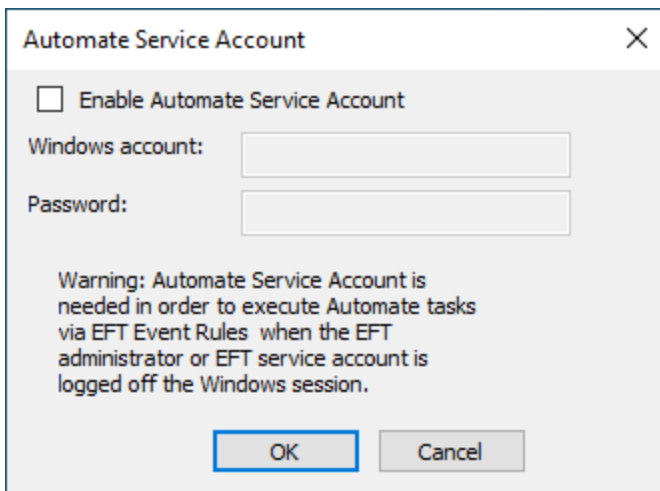 Automate Service Account
Enable Automate Service Account
Windows account:
Password:
Warning: Automate Service Account is
needed in order to execute Automate tasks
via EFT Event Rules  when the EFT
administrator or EFT service account is
logged off the Windows session.
OK Cancel